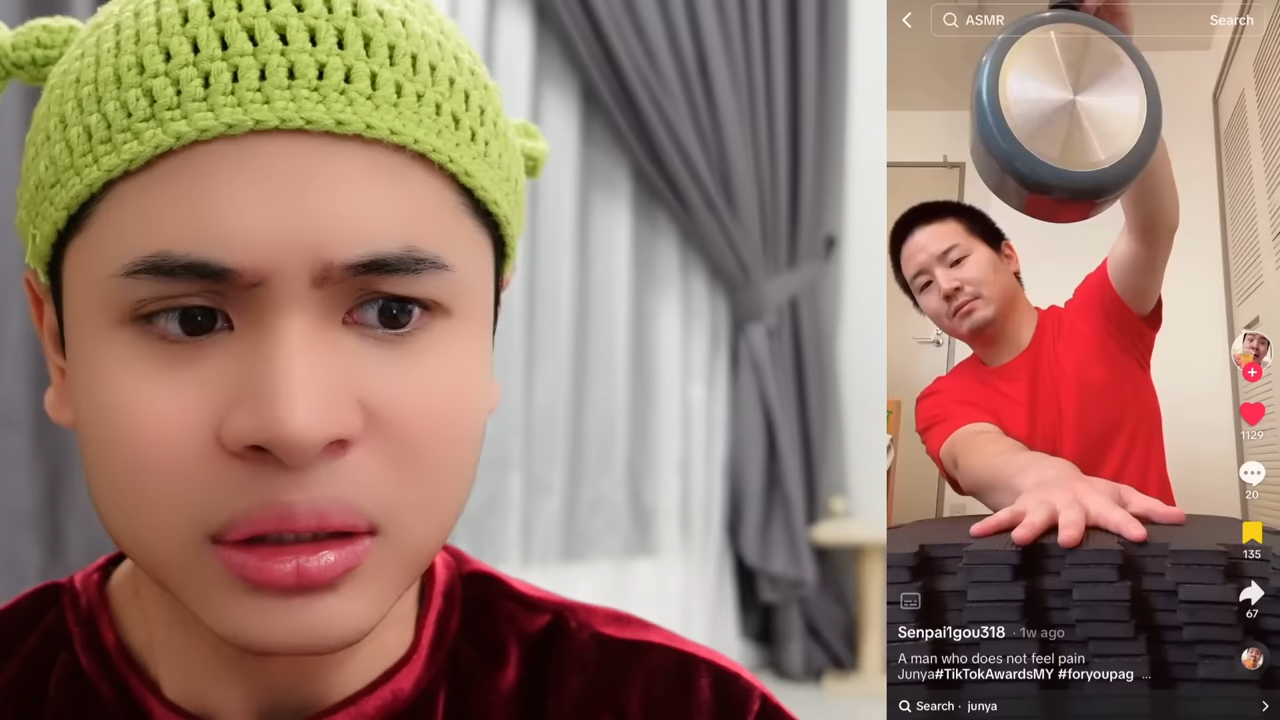 ASMR
Search
1129
20
135
67
Senpai1gou318 · 1w ago
A man who does not feel pain
Junya#TikTokAwardsMY #foryoupag ...
Search · junya